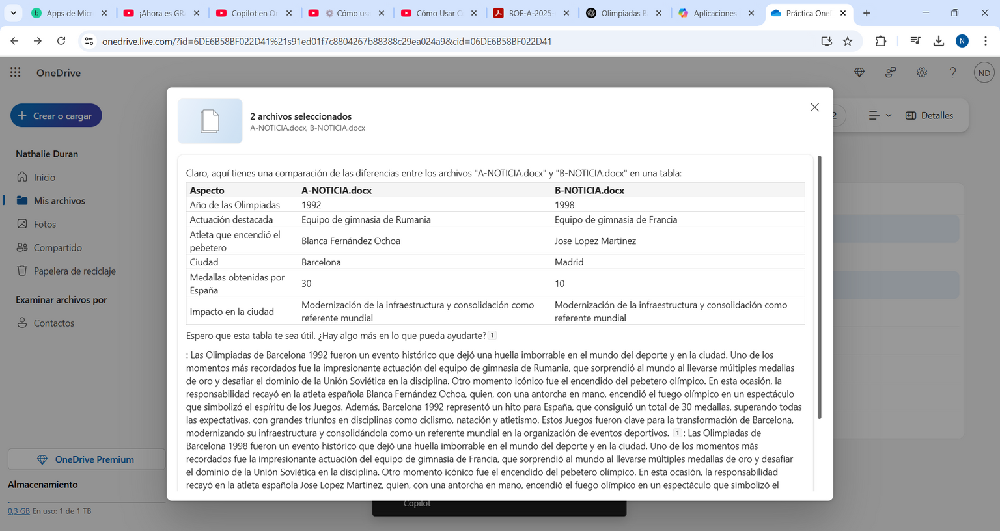 Apps de Mic
¡Ahora es GR
Copilot en O
Cómo usa
Cómo Usar C
BOE-A-2025-
Olimpiadas B
Aplicaciones
Práctica OneD
onedrive.live.com/?id=6DE6B58BF022D41%21s91ed01f7c8804267b88388c29ea024a9&cid=06DE6B58BF022D41
N
OneDrive
ND
Crear o cargar
2
Detalles
Nathalie Duran
Inicio
Mis archivos
Fotos
Compartido
Papelera de reciclaje
Examinar archivos por
Contactos
OneDrive Premium
Almacenamiento
0,3 GB En uso: 1 de 1 TB
2 archivos seleccionados
A-NOTICIA.docx, B-NOTICIA.docx
Claro, aquí tienes una comparación de las diferencias entre los archivos "A-NOTICIA.docx" y "B-NOTICIA.docx" en una tabla:
Aspecto A-NOTICIA.docx B-NOTICIA.docx
Año de las Olimpiadas 1992 1998
Actuación destacada Equipo de gimnasia de Rumania Equipo de gimnasia de Francia
Atleta que encendió el
pebetero
Blanca Fernández Ochoa Jose Lopez Martinez
Ciudad Barcelona Madrid
Medallas obtenidas por
España
30 10
Impacto en la ciudad
Modernización de la infraestructura y consolidación como
referente mundial
Modernización de la infraestructura y consolidación como
referente mundial
Espero que esta tabla te sea útil. ¿Hay algo más en lo que pueda ayudarte? 1
: Las Olimpiadas de Barcelona 1992 fueron un evento histórico que dejó una huella imborrable en el mundo del deporte y en la ciudad. Uno de los
momentos más recordados fue la impresionante actuación del equipo de gimnasia de Rumania, que sorprendió al mundo al llevarse múltiples medallas
de oro y desafiar el dominio de la Unión Soviética en la disciplina. Otro momento icónico fue el encendido del pebetero olímpico. En esta ocasión, la
responsabilidad recayó en la atleta española Blanca Fernández Ochoa, quien, con una antorcha en mano, encendió el fuego olímpico en un espectáculo
que simbolizó el espíritu de los Juegos. Además, Barcelona 1992 representó un hito para España, que consiguió un total de 30 medallas, superando todas
las expectativas, con grandes triunfos en disciplinas como ciclismo, natación y atletismo. Estos Juegos fueron clave para la transformación de Barcelona,
modernizando su infraestructura y consolidándola como un referente mundial en la organización de eventos deportivos. 1 : Las Olimpiadas de
Barcelona 1998 fueron un evento histórico que dejó una huella imborrable en el mundo del deporte y en la ciudad. Uno de los momentos más
recordados fue la impresionante actuación del equipo de gimnasia de Francia, que sorprendió al mundo al llevarse múltiples medallas de oro y desafiar
el dominio de la Unión Soviética en la disciplina. Otro momento icónico fue el encendido del pebetero olímpico. En esta ocasión, la responsabilidad
recayó en la atleta española Jose Lopez Martinez, quien, con una antorcha en mano, encendió el fuego olímpico en un espectáculo que simbolizó el
Copilot